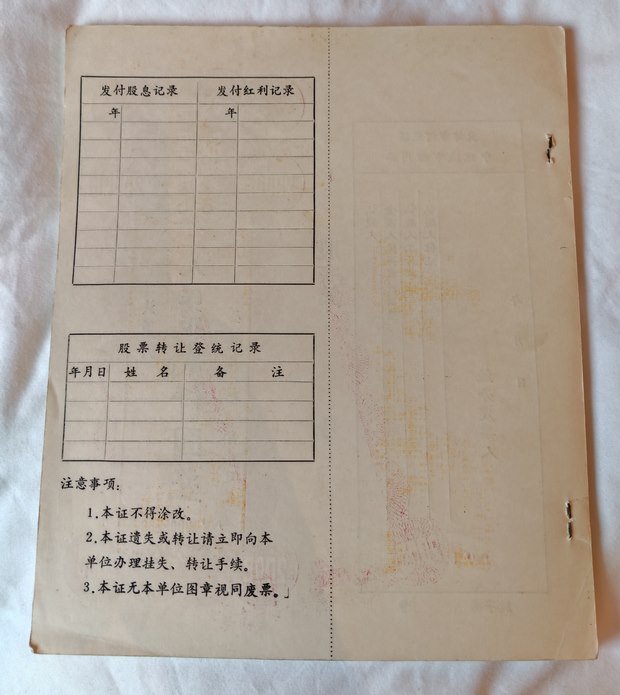 发付股息记录 发付红利记录
年 年
股票转让登统记录
年月日 姓名 备注
注意事项:
1.本证不得涂改。
2.本证遗失或转让请立即向本
单位办理挂失、转让手续。
3.本证无本单位图章视同废票。」